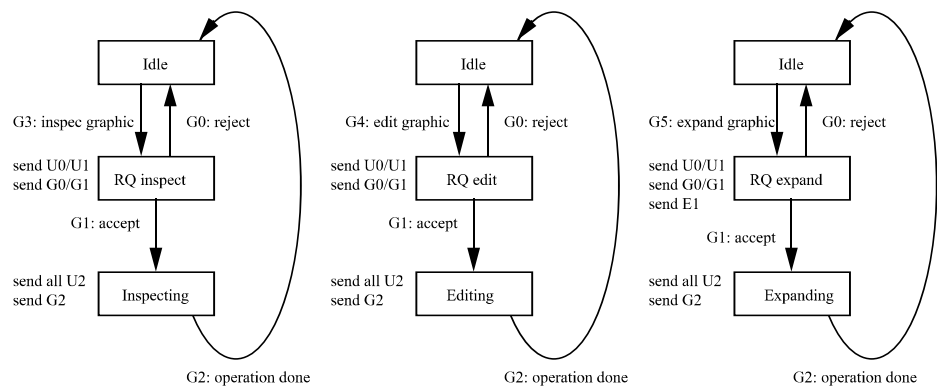 Idle
G3: inspec graphic
G0: reject
send U0/U1
send G0/G1
RQ inspect
G1: accept
send all U2
send G2
Inspecting
G2: operation done
Idle
G4: edit graphic
G0: reject
send U0/U1
send G0/G1
RQ edit
G1: accept
send all U2
send G2
Editing
G2: operation done
Idle
G5: expand graphic
G0: reject
send U0/U1
send G0/G1
send E1
RQ expand
G1: accept
send all U2
send G2
Expanding
G2: operation done